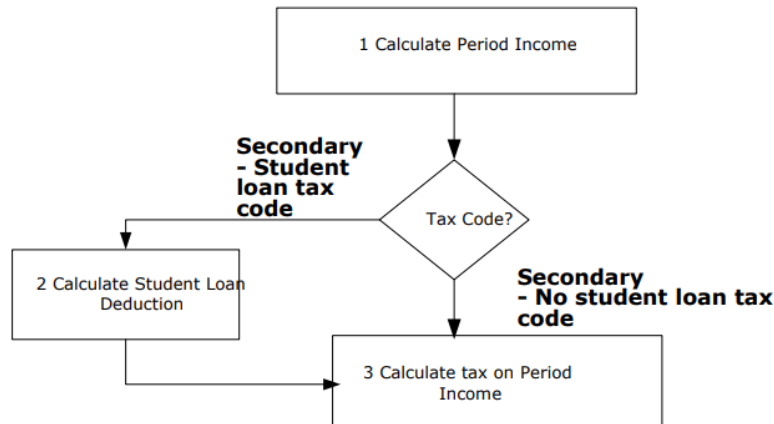 1 Calculate Period Income
Secondary
- Student
loan tax
code
Tax Code?
2 Calculate Student Loan
Deduction
Secondary
- No student loan tax
code
3 Calculate tax on Period
Income